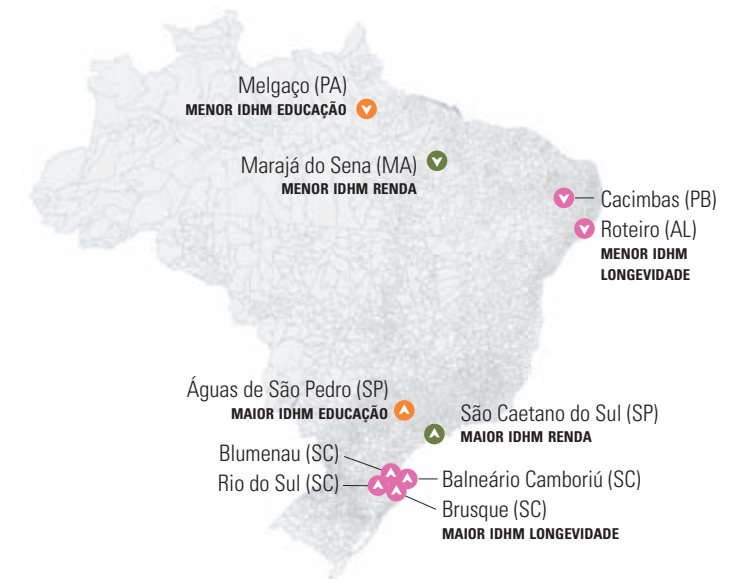 Melgaço (PA)
MENOR IDHM EDUCAÇÃO
Marajá do Sena (MA)
MENOR IDHM RENDA
Cacimbas (PB)
Roteiro (AL)
MENOR IDHM
LONGEVIDADE
Águas de São Pedro (SP)
MAIOR IDHM EDUCAÇÃO
São Caetano do Sul (SP)
MAIOR IDHM RENDA
Blumenau (SC)
Rio do Sul (SC)
Balneário Camboriú (SC)
Brusque (SC)
MAIOR IDHM LONGEVIDADE